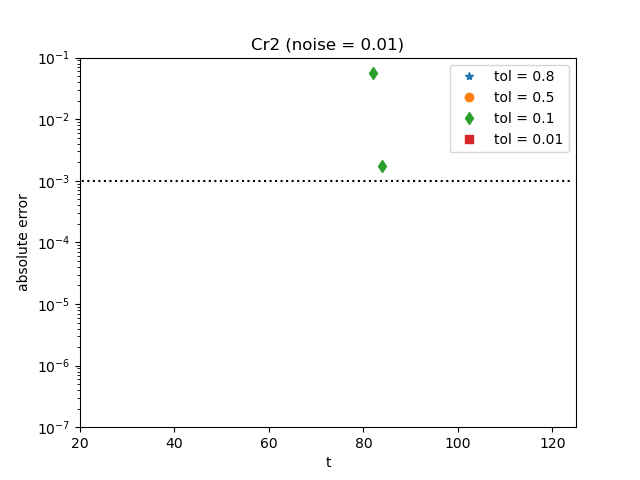 Cr2 (noise = 0.01)
10⁻¹
10⁻²
10⁻³
10⁻⁴
10⁻⁵
10⁻⁶
10⁻⁷
absolute error
tol = 0.8
tol = 0.5
tol = 0.1
tol = 0.01
20 40 60 80 100 120
t